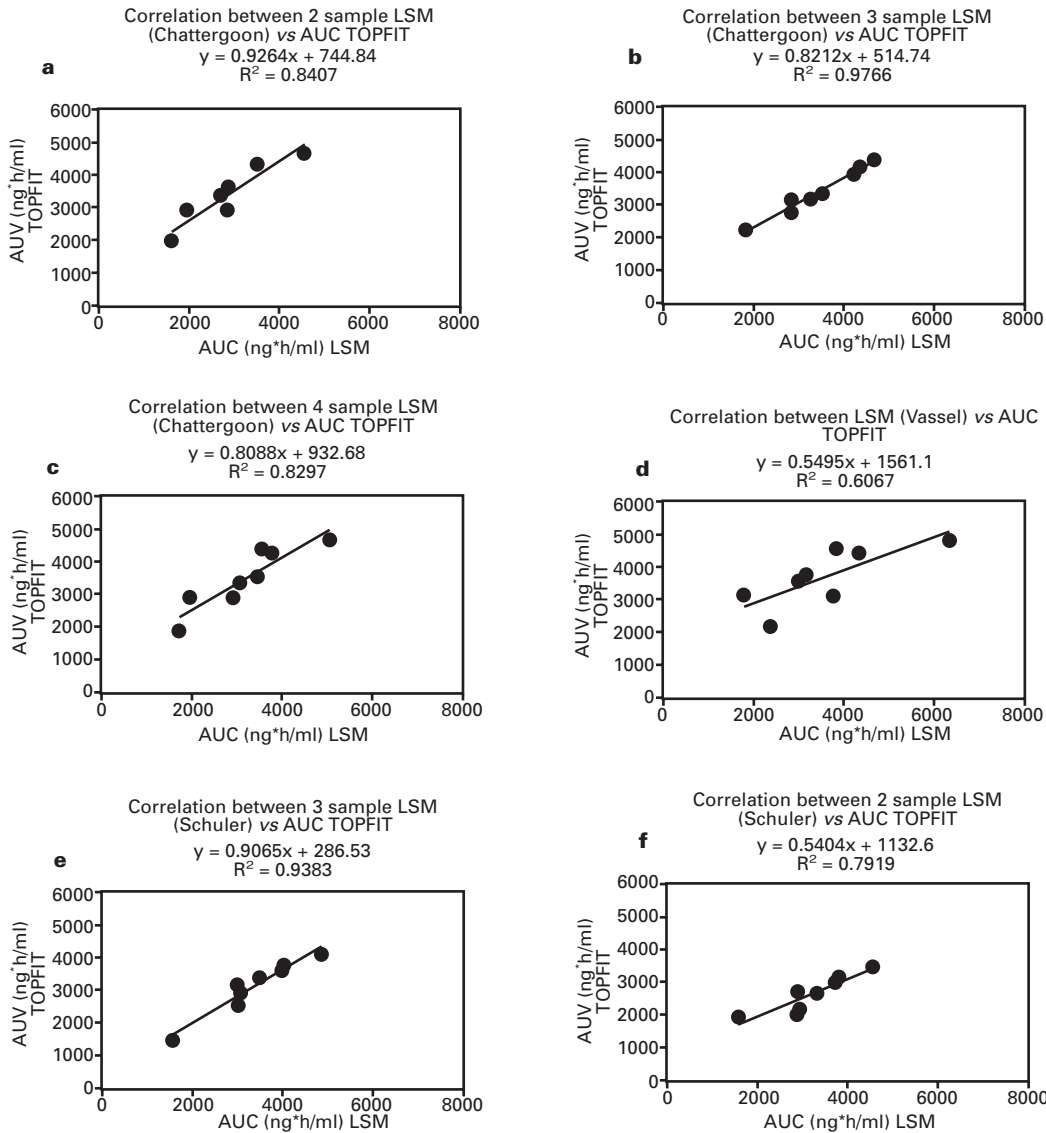 Correlation between 2 sample LSM
(Chattergoon) vs AUC TOPFIT
a
y = 0.9264x + 744.84
R² = 0.8407
AUV (ng*h/ml)
TOPFIT
6000
5000
4000
3000
2000
1000
0
0 2000 4000 6000 8000
AUC (ng*h/ml) LSM
Correlation between 3 sample LSM
(Chattergoon) vs AUC TOPFIT
b
y = 0.8212x + 514.74
R² = 0.9766
AUV (ng*h/ml)
TOPFIT
6000
5000
4000
3000
2000
1000
0
0 2000 4000 6000 8000
AUC (ng*h/ml) LSM
Correlation between 4 sample LSM
(Chattergoon) vs AUC TOPFIT
c
y = 0.8088x + 932.68
R² = 0.8297
AUV (ng*h/ml)
TOPFIT
6000
5000
4000
3000
2000
1000
0
0 2000 4000 6000 8000
AUC (ng*h/ml) LSM
Correlation between LSM (Vassel) vs AUC
TOPFIT
d
y = 0.5495x + 1561.1
R² = 0.6067
AUV (ng*h/ml)
TOPFIT
6000
5000
4000
3000
2000
1000
0
0 2000 4000 6000 8000
AUC (ng*h/ml) LSM
Correlation between 3 sample LSM
(Schuler) vs AUC TOPFIT
e
y = 0.9065x + 286.53
R² = 0.9383
AUV (ng*h/ml)
TOPFIT
6000
5000
4000
3000
2000
1000
0
0 2000 4000 6000 8000
AUC (ng*h/ml) LSM
Correlation between 2 sample LSM
(Schuler) vs AUC TOPFIT
f
y = 0.5404x + 1132.6
R² = 0.7919
AUV (ng*h/ml)
TOPFIT
6000
5000
4000
3000
2000
1000
0
0 2000 4000 6000 8000
AUC (ng*h/ml) LSM